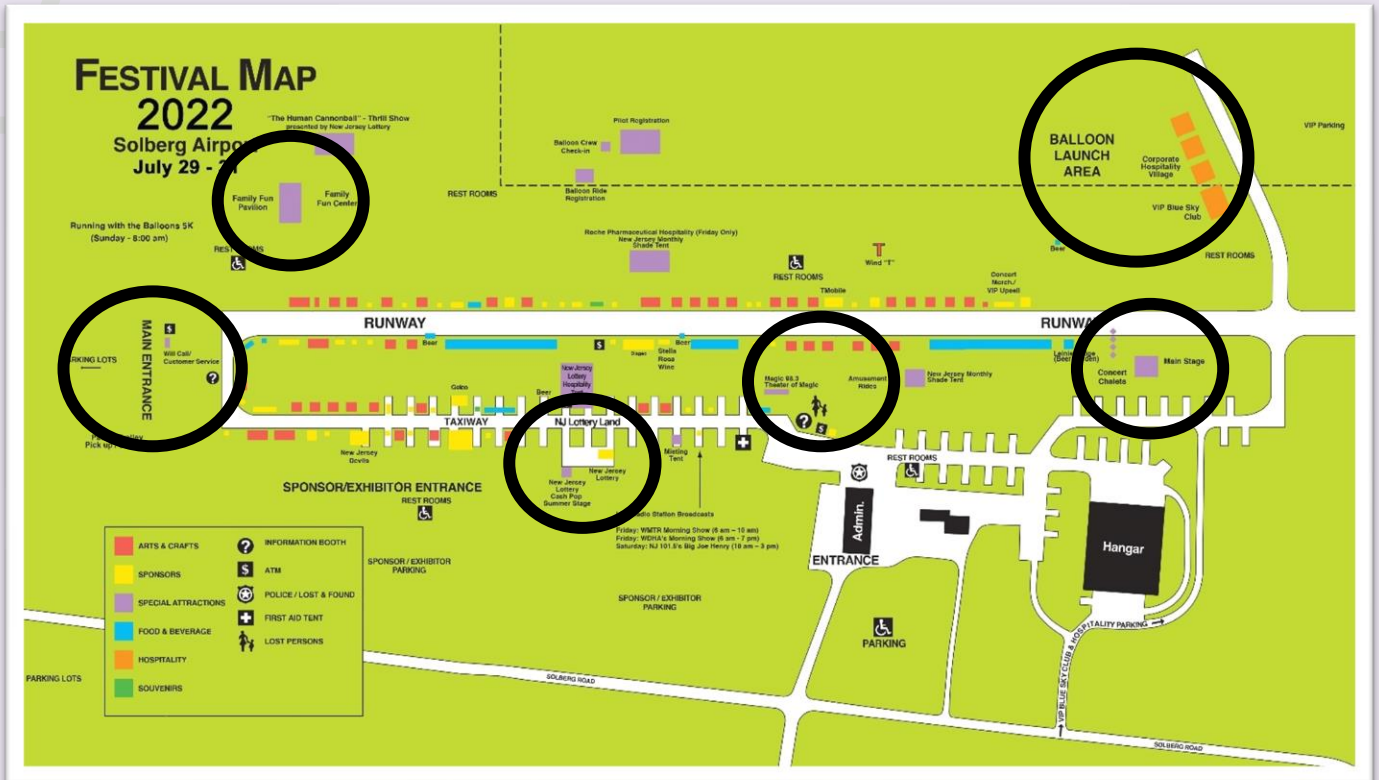 FESTIVAL MAP
2022
Solberg Airport
July 29 - 31
"The Human Cannonball" - Thrill Show
presented by New Jersey Lottery
Family Fun
Pavilion
Family
Fun Center
Running with the Balloons 5K
(Sunday - 8:00 am)
REST ROOMS
REST ROOMS
Pilot Registration
Balloon Crew
Check-in
Balloon Ride
Registration
Roche Pharmaceutical Hospitality (Friday Only)
New Jersey Monthly
Shade Tent
REST ROOMS
Wind "T"
TMobile
Concert
Merch./
VIP Upsell
BALLOON
LAUNCH
AREA
Corporate
Hospitality
Village
VIP Blue Sky
Club
VIP Parking
Beer
REST ROOMS
RUNWAY
RUNWAY
MAIN ENTRANCE
PARKING LOTS
Will Call/
Customer Service
Pick up
Beer
Beer
Stella
Rosa
Wine
New Jersey
Lottery
Hospitality
Beer
Magic 98.3
Theater of Magic
Amusement
Rides
New Jersey Monthly
Shade Tent
(Beer Garden)
Concert
Chalets
Main Stage
TAXIWAY
NJ Lottery Land
New Jersey
Devils
New Jersey
Lottery
New Jersey
Lottery
Cash Pop
Summer Stage
Misting
Tent
REST ROOMS
SPONSOR/EXHIBITOR ENTRANCE
REST ROOMS
Radio Station Broadcasts
Friday: WMTR Morning Show (6 am – 10 am)
Friday: WDHA's Morning Show (6 am - 7 pm)
Saturday: NJ 101.5's Big Joe Henry (10 am – 3 pm)
SPONSOR / EXHIBITOR
PARKING
SPONSOR / EXHIBITOR
PARKING
Admin.
ENTRANCE
Hangar
PARKING
VIP BLUE SKY CLUB & HOSPITALITY PARKING
ARTS & CRAFTS
SPONSORS
SPECIAL ATTRACTIONS
FOOD & BEVERAGE
HOSPITALITY
SOUVENIRS
? INFORMATION BOOTH
$ ATM
POLICE / LOST & FOUND
FIRST AID TENT
LOST PERSONS
PARKING LOTS
SOLBERG ROAD
SOLBERG ROAD